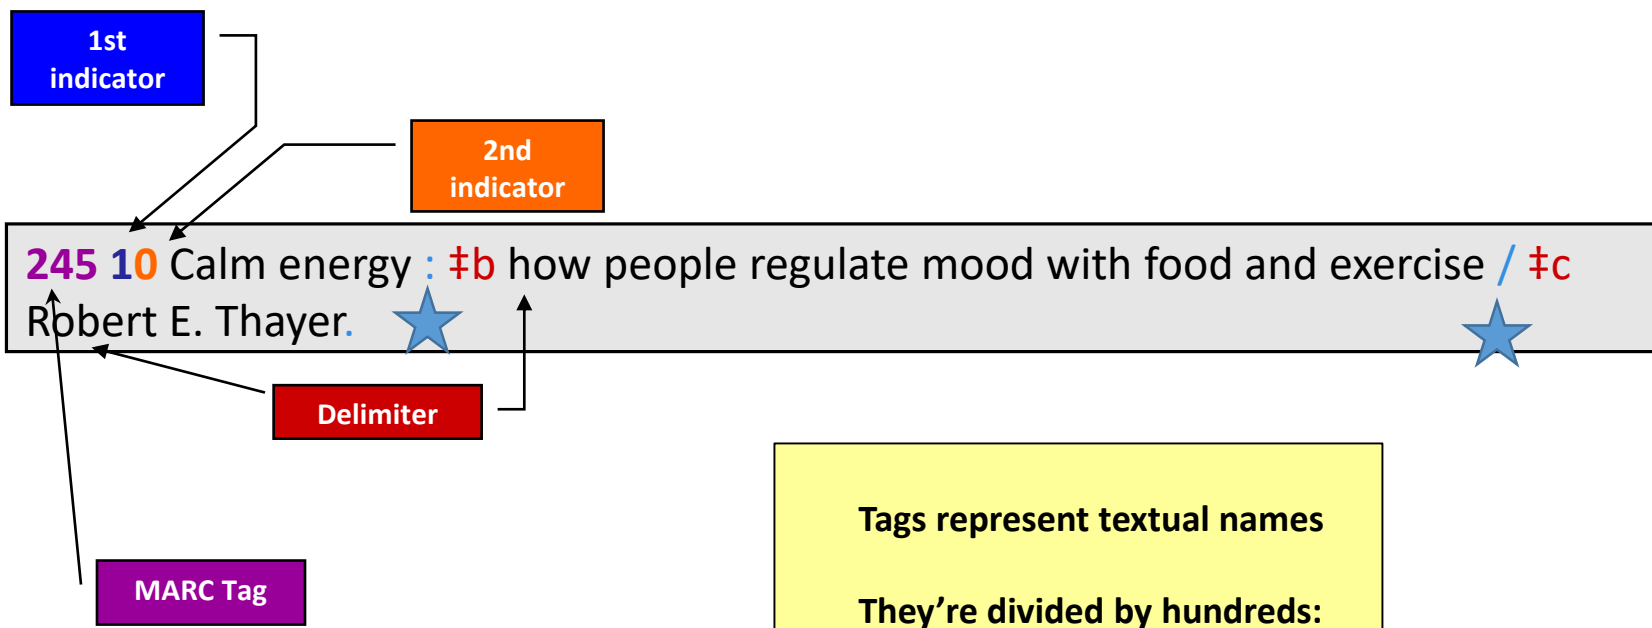 1st
indicator
2nd
indicator
245 10 Calm energy : ‡b how people regulate mood with food and exercise / ‡c
Robert E. Thayer.
Delimiter
MARC Tag
Tags represent textual names
They’re divided by hundreds: